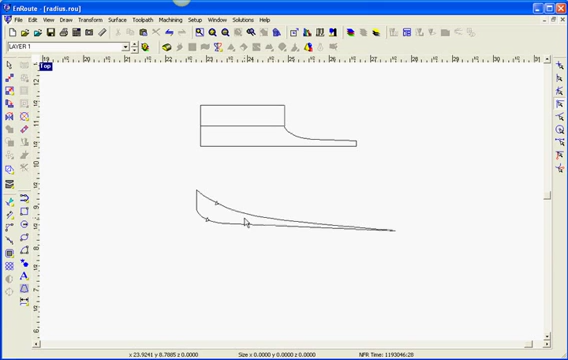 EnRoute - [radius.rou]
File Edit View Draw Transform Surface Toolpath Machining Setup Window Solutions Help
LAYER 1
Top
x 23.9241 y 8.7885 z 0.0000 Size x 0.0000 y 0.0000 z 0.0000 NFR Time: 1193046:28